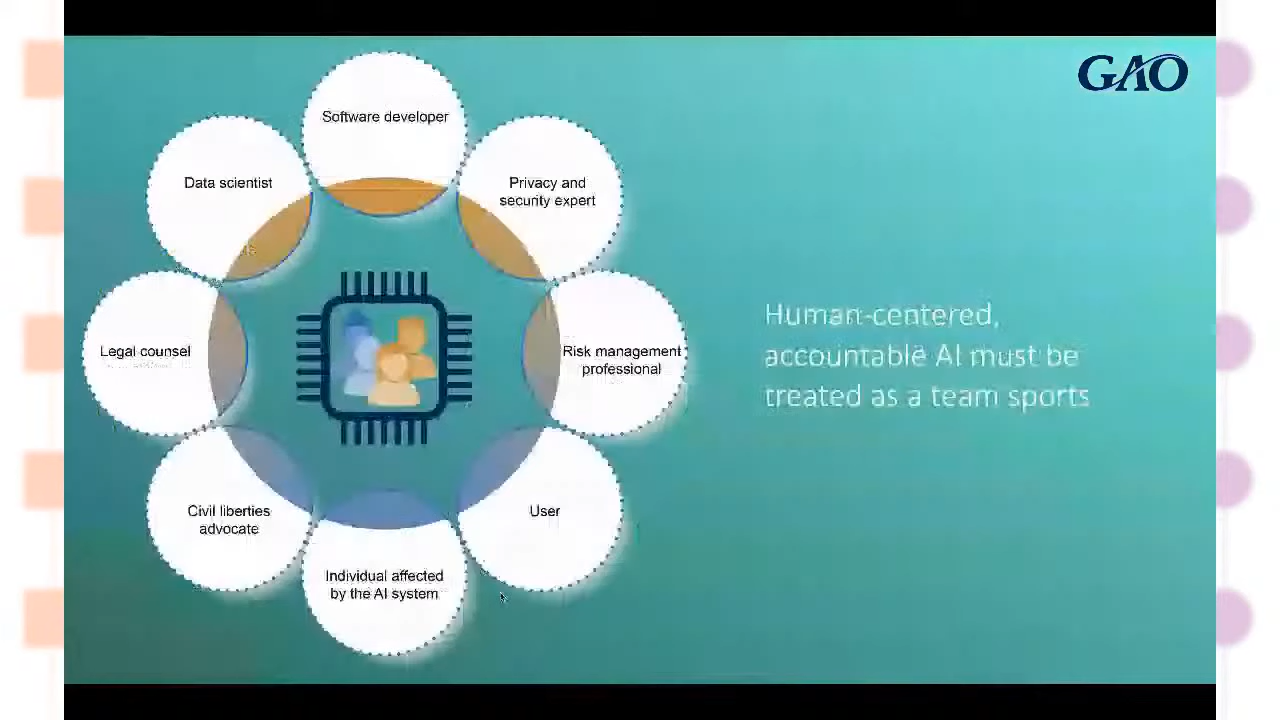 GAO
Software developer
Data scientist
Privacy and
security expert
Legal counsel
Risk management
professional
Civil liberties
advocate
User
Individual affected
by the AI system
Human-centered,
accountable AI must be
treated as a team sports